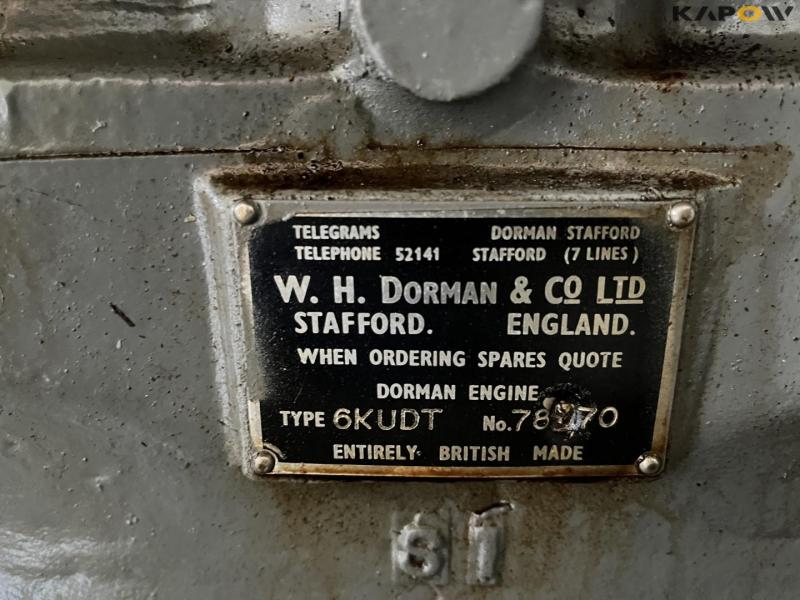 KAPOW
TELEGRAMS DORMAN STAFFORD
TELEPHONE 52141 STAFFORD (7 LINES)
W. H. DORMAN & CO LTD
STAFFORD. ENGLAND.
WHEN ORDERING SPARES QUOTE
DORMAN ENGINE
TYPE 6KUDT No.
ENTIRELY BRITISH MADE